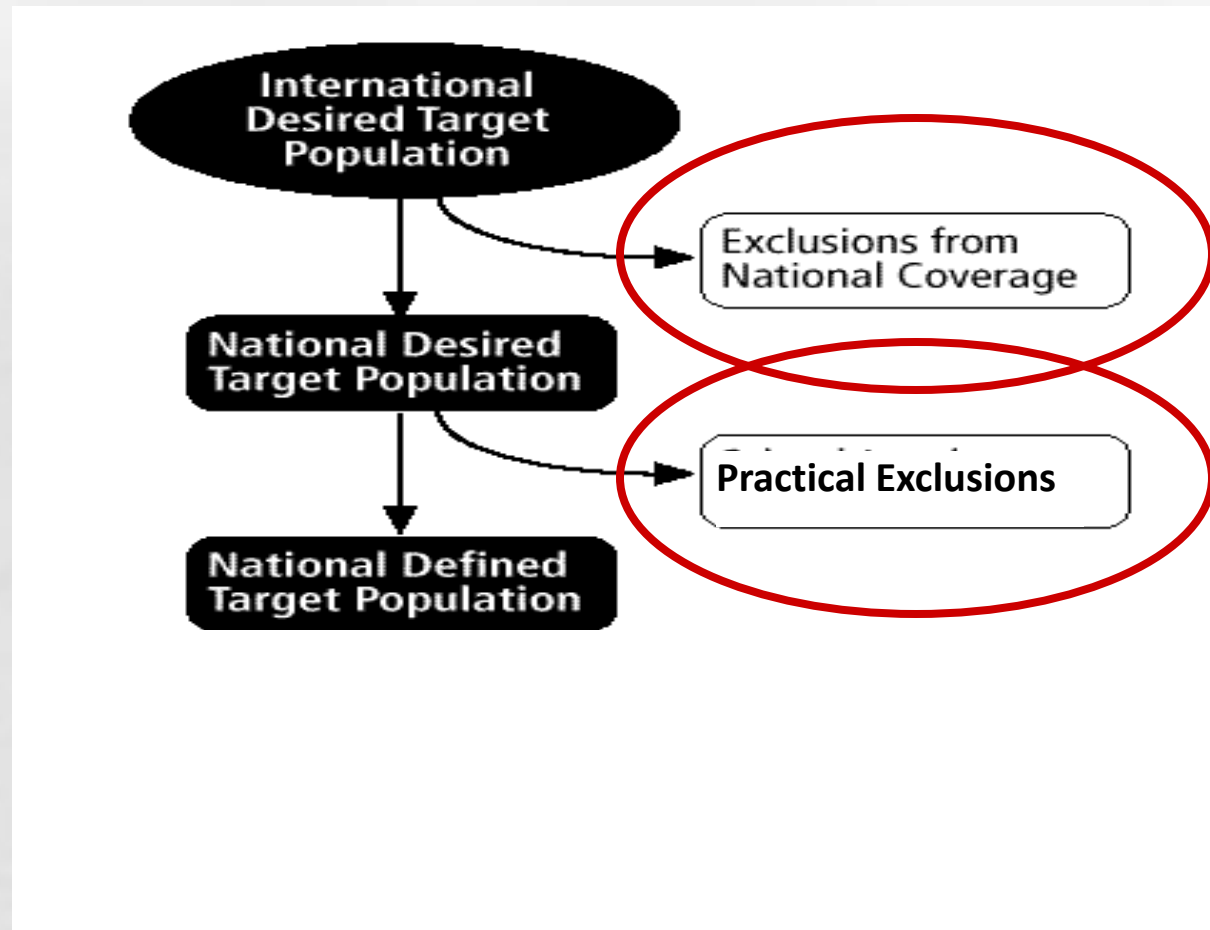 International
Desired Target
Population
Exclusions from
National Coverage
National Desired
Target Population
Practical Exclusions
National Defined
Target Population